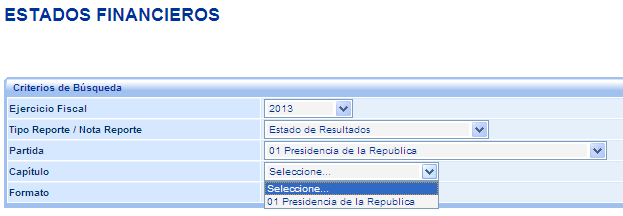 ESTADOS FINANCIEROS
Criterios de Búsqueda
Ejercicio Fiscal 2013
Tipo Reporte / Nota Reporte Estado de Resultados
Partida 01 Presidencia de la Republica
Capítulo Seleccione...
Formato Seleccione...
01 Presidencia de la Republica